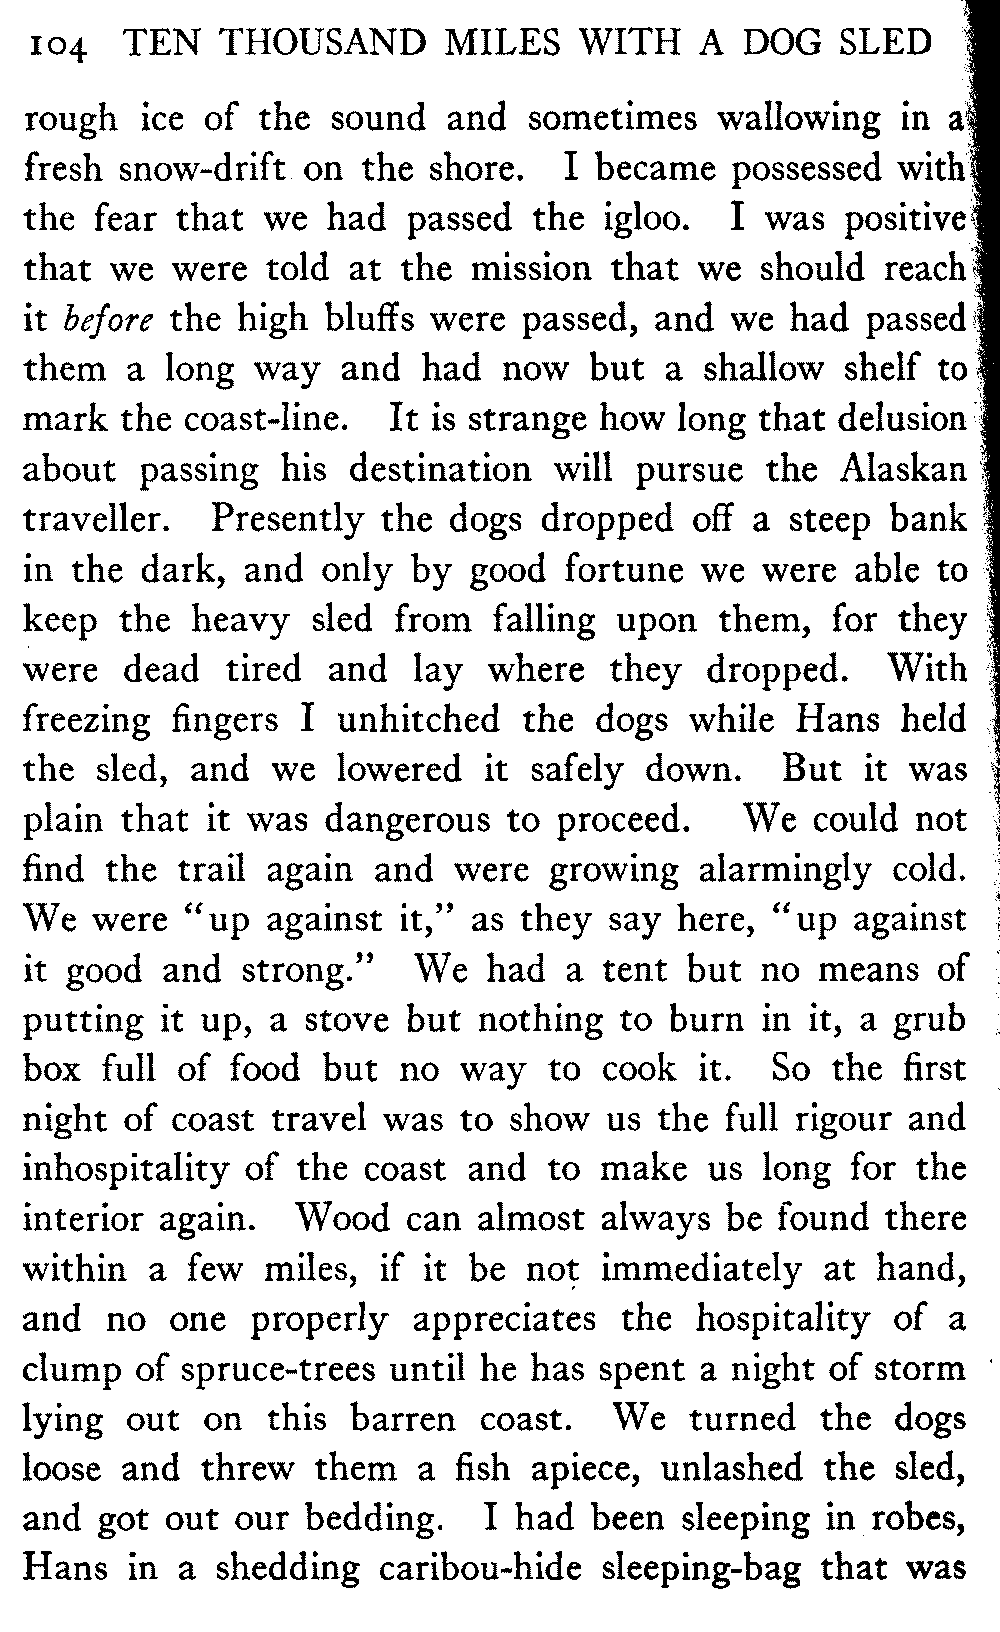 104 TEN THOUSAND MILES WITH A DOG SLED
rough ice of the sound and sometimes wallowing in a
fresh snow-drift on the shore. I became possessed with
the fear that we had passed the igloo. I was positive
that we were told at the mission that we should reach
it before the high bluffs were passed, and we had passed
them a long way and had now but a shallow shelf to
mark the coast-line. It is strange how long that delusion
about passing his destination will pursue the Alaskan
traveller. Presently the dogs dropped off a steep bank
in the dark, and only by good fortune we were able to
keep the heavy sled from falling upon them, for they
were dead tired and lay where they dropped. With
freezing fingers I unhitched the dogs while Hans held
the sled, and we lowered it safely down. But it was
plain that it was dangerous to proceed. We could not
find the trail again and were growing alarmingly cold.
We were "up against it," as they say here, "up against
it good and strong." We had a tent but no means of
putting it up, a stove but nothing to burn in it, a grub
box full of food but no way to cook it. So the first
night of coast travel was to show us the full rigour and
inhospitality of the coast and to make us long for the
interior again. Wood can almost always be found there
within a few miles, if it be not immediately at hand,
and no one properly appreciates the hospitality of a
clump of spruce-trees until he has spent a night of storm
lying out on this barren coast. We turned the dogs
loose and threw them a fish apiece, unlashed the sled,
and got out our bedding. I had been sleeping in robes,
Hans in a shedding caribou-hide sleeping-bag that was